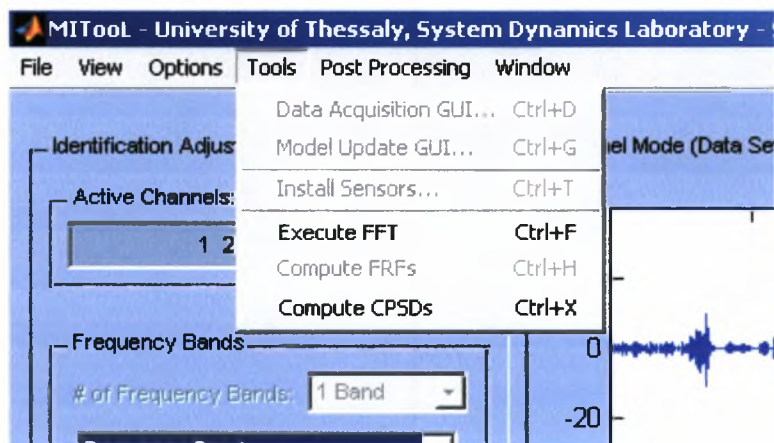 MITooL - University of Thessaly, System Dynamics Laboratory -
File View Options Tools Post Processing Window
Data Acquisition GUI... Ctrl+D
Model Update GUI... Ctrl+G
Install Sensors... Ctrl+T
Execute FFT Ctrl+F
Compute FRFs Ctrl+H
Compute CPSDs Ctrl+X
Identification Adjus
Active Channels:
1 2
Frequency Bands
# of Frequency Bands: 1 Band
el Mode (Data Se
0
-20